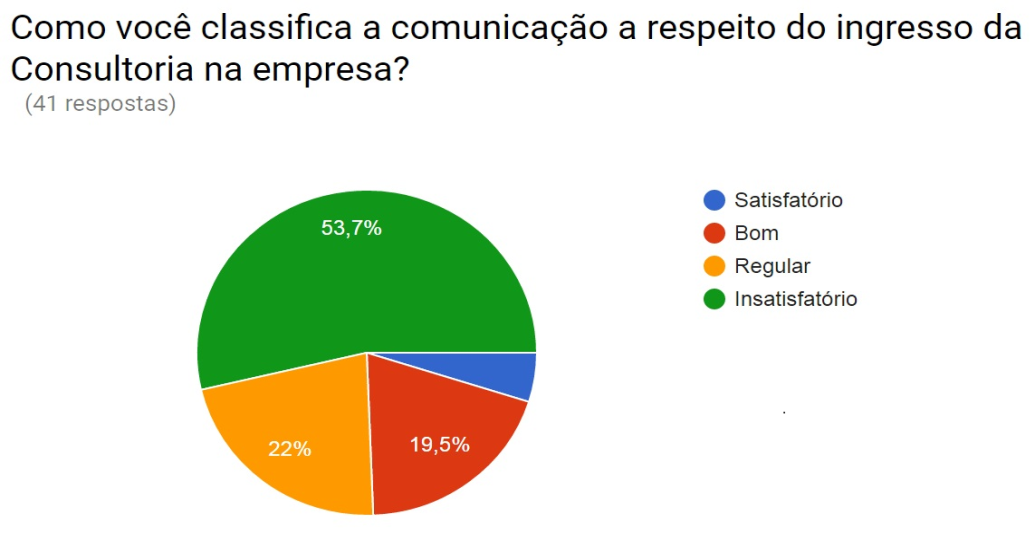 Como você classifica a comunicação a respeito do ingresso da
Consultoria na empresa?
(41 respostas)
53,7%
22%
19,5%
Satisfatório
Bom
Regular
Insatisfatório